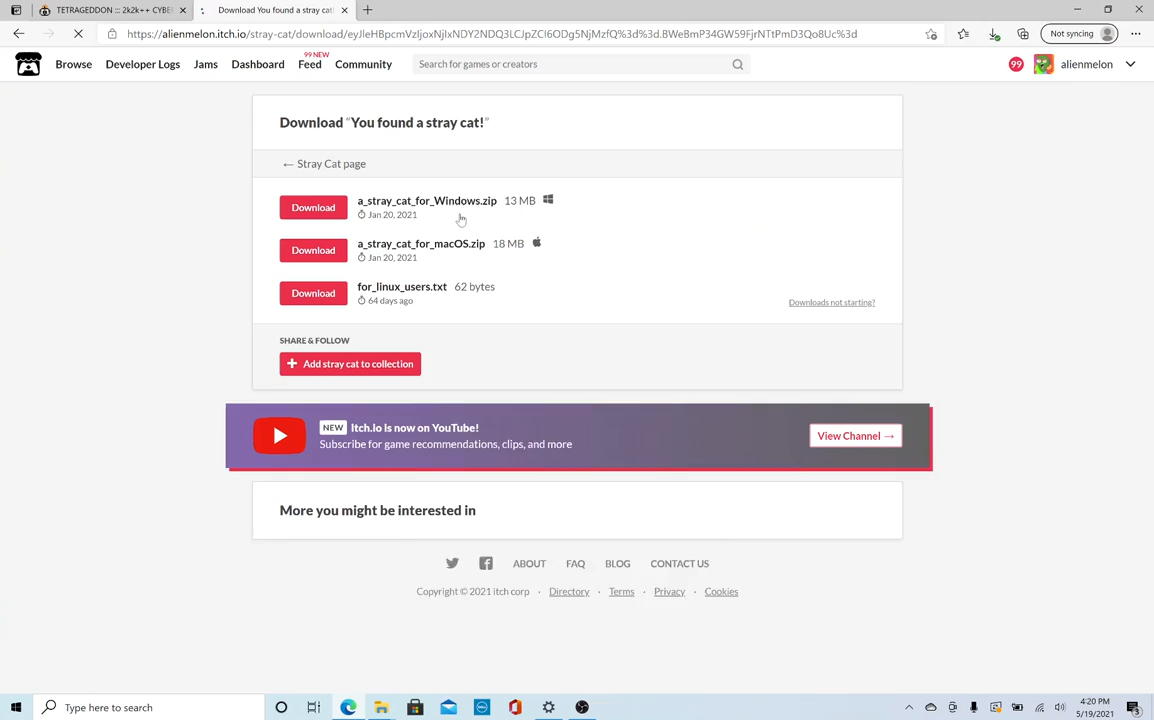 TETRAGEDDON ::: 2k2k++ CYBE
Download You found a stray cat!
https://alienmelon.itch.io/stray-cat/download/eyJleHBpcmVzIjoxNjIxNDY2NDQ3LCJpZCI6ODg5NjMzfQ%3d%3d.BWeBmP34GW59FjrNTtPmD3Qo8Uc%3d
Not syncing
Browse
Developer Logs
Jams
Dashboard
99 NEW
Feed
Community
Search for games or creators
99
alienmelon
Download “You found a stray cat!”
← Stray Cat page
Download
a_stray_cat_for_Windows.zip 13 MB
Jan 20, 2021
Download
a_stray_cat_for_macOS.zip 18 MB
Jan 20, 2021
Download
for_linux_users.txt 62 bytes
64 days ago
Downloads not starting?
SHARE & FOLLOW
Add stray cat to collection
NEW Itch.io is now on YouTube!
Subscribe for game recommendations, clips, and more
View Channel →
More you might be interested in
ABOUT FAQ BLOG CONTACT US
Copyright © 2021 itch corp · Directory · Terms · Privacy · Cookies
Type here to search
4:20 PM
5/19/2021
3